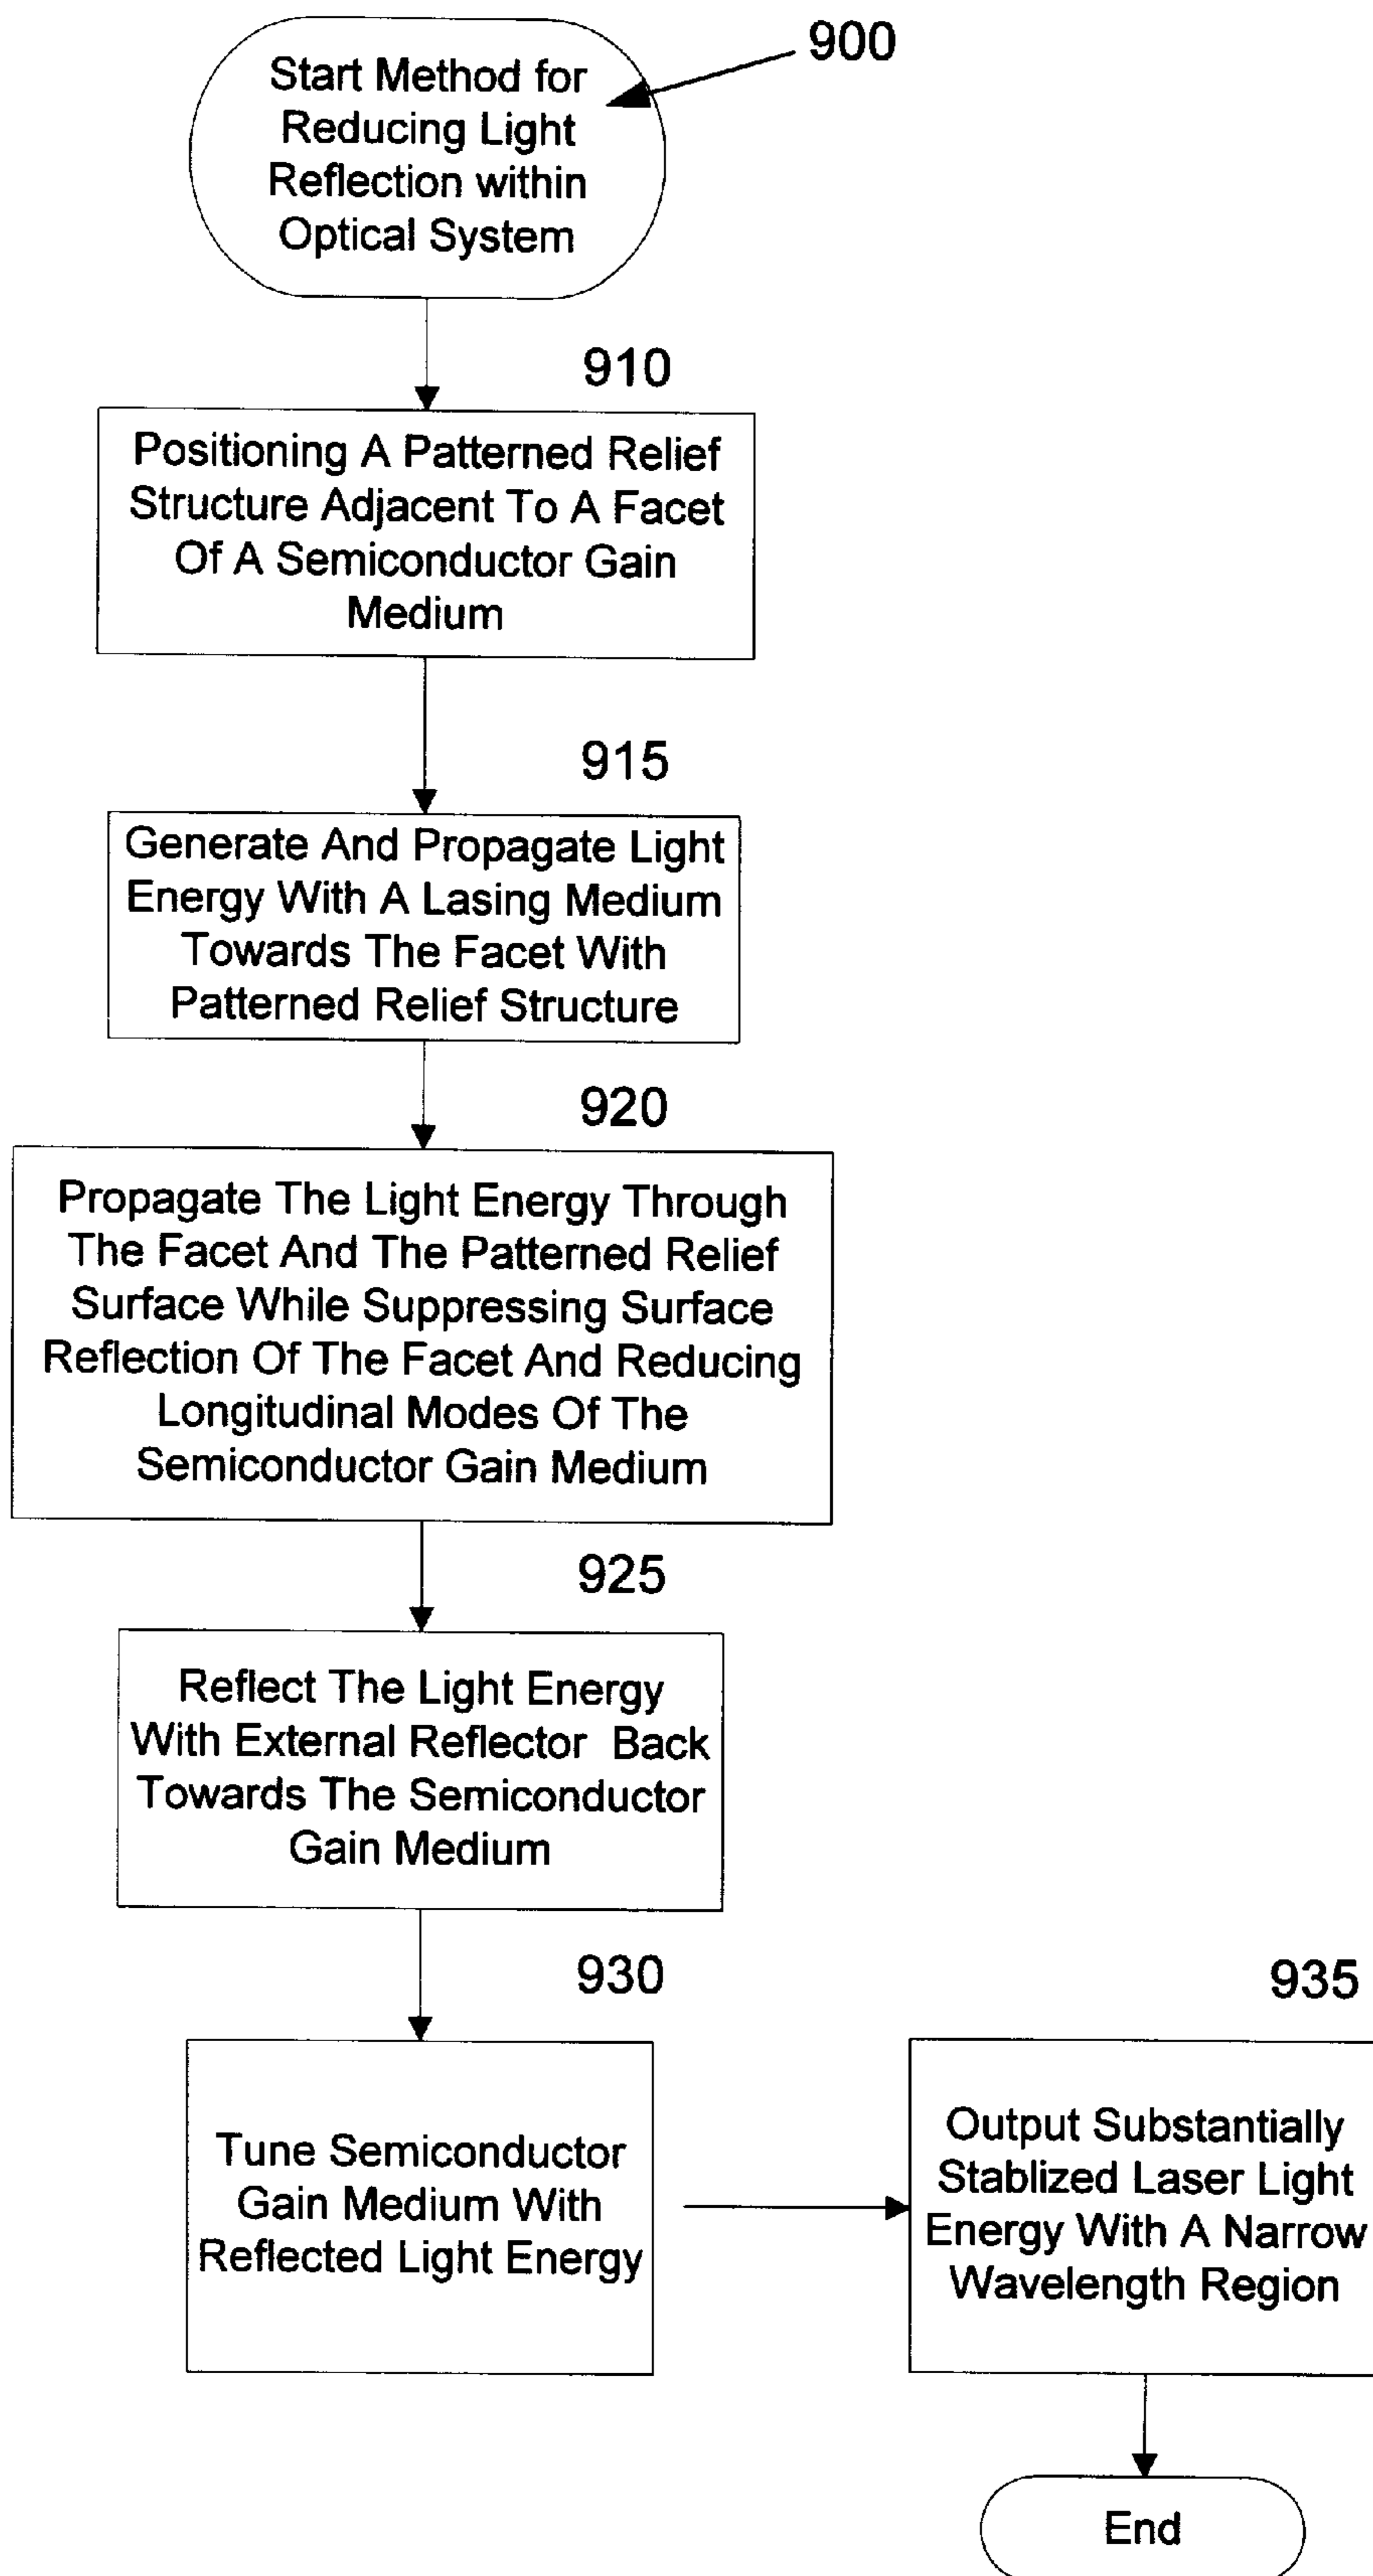 900
Start Method for
Reducing Light
Reflection within
Optical System
910
Positioning A Patterned Relief
Structure Adjacent To A Facet
Of A Semiconductor Gain
Medium
915
Generate And Propagate Light
Energy With A Lasing Medium
Towards The Facet With
Patterned Relief Structure
920
Propagate The Light Energy Through
The Facet And The Patterned Relief
Surface While Suppressing Surface
Reflection Of The Facet And Reducing
Longitudinal Modes Of The
Semiconductor Gain Medium
925
Reflect The Light Energy
With External Reflector Back
Towards The Semiconductor
Gain Medium
930
Tune Semiconductor
Gain Medium With
Reflected Light Energy
935
Output Substantially
Stablized Laser Light
Energy With A Narrow
Wavelength Region
End